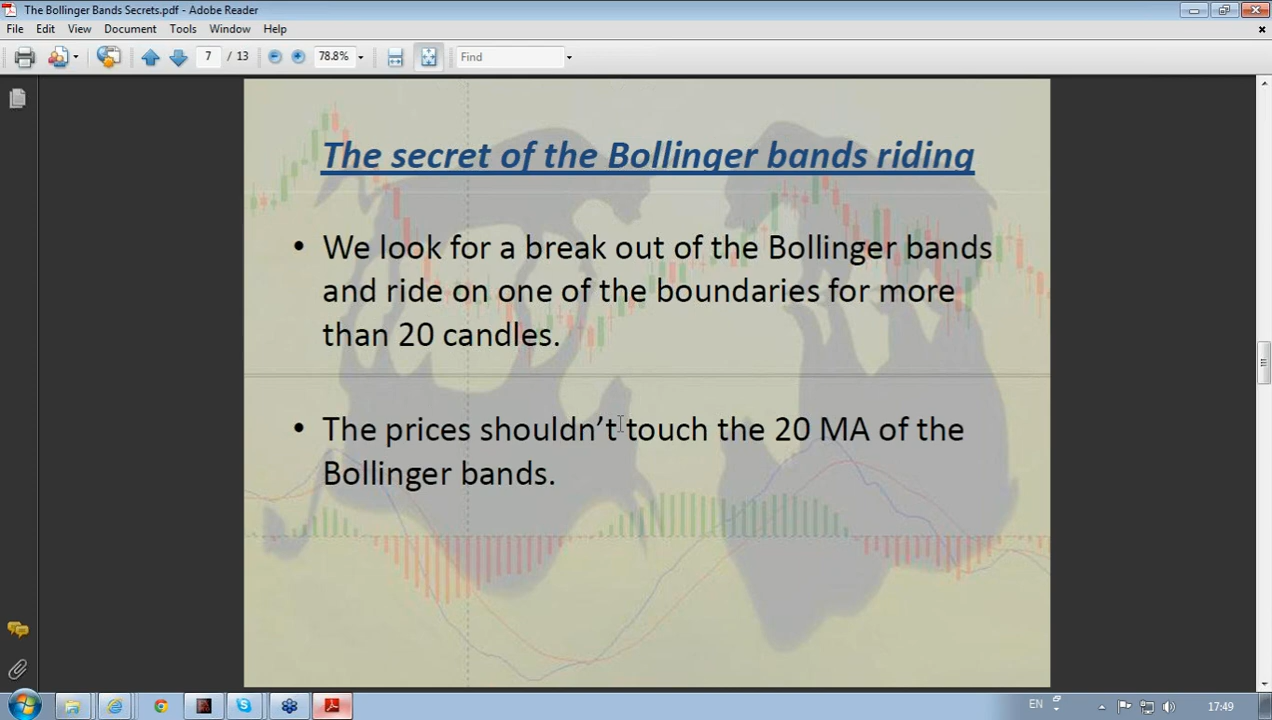 The Bollinger Bands Secrets.pdf - Adobe Reader
File Edit View Document Tools Window Help
7 / 13 78.8% Find
The secret of the Bollinger bands riding
• We look for a break out of the Bollinger bands
and ride on one of the boundaries for more
than 20 candles.
• The prices shouldn’t touch the 20 MA of the
Bollinger bands.
EN 17:49